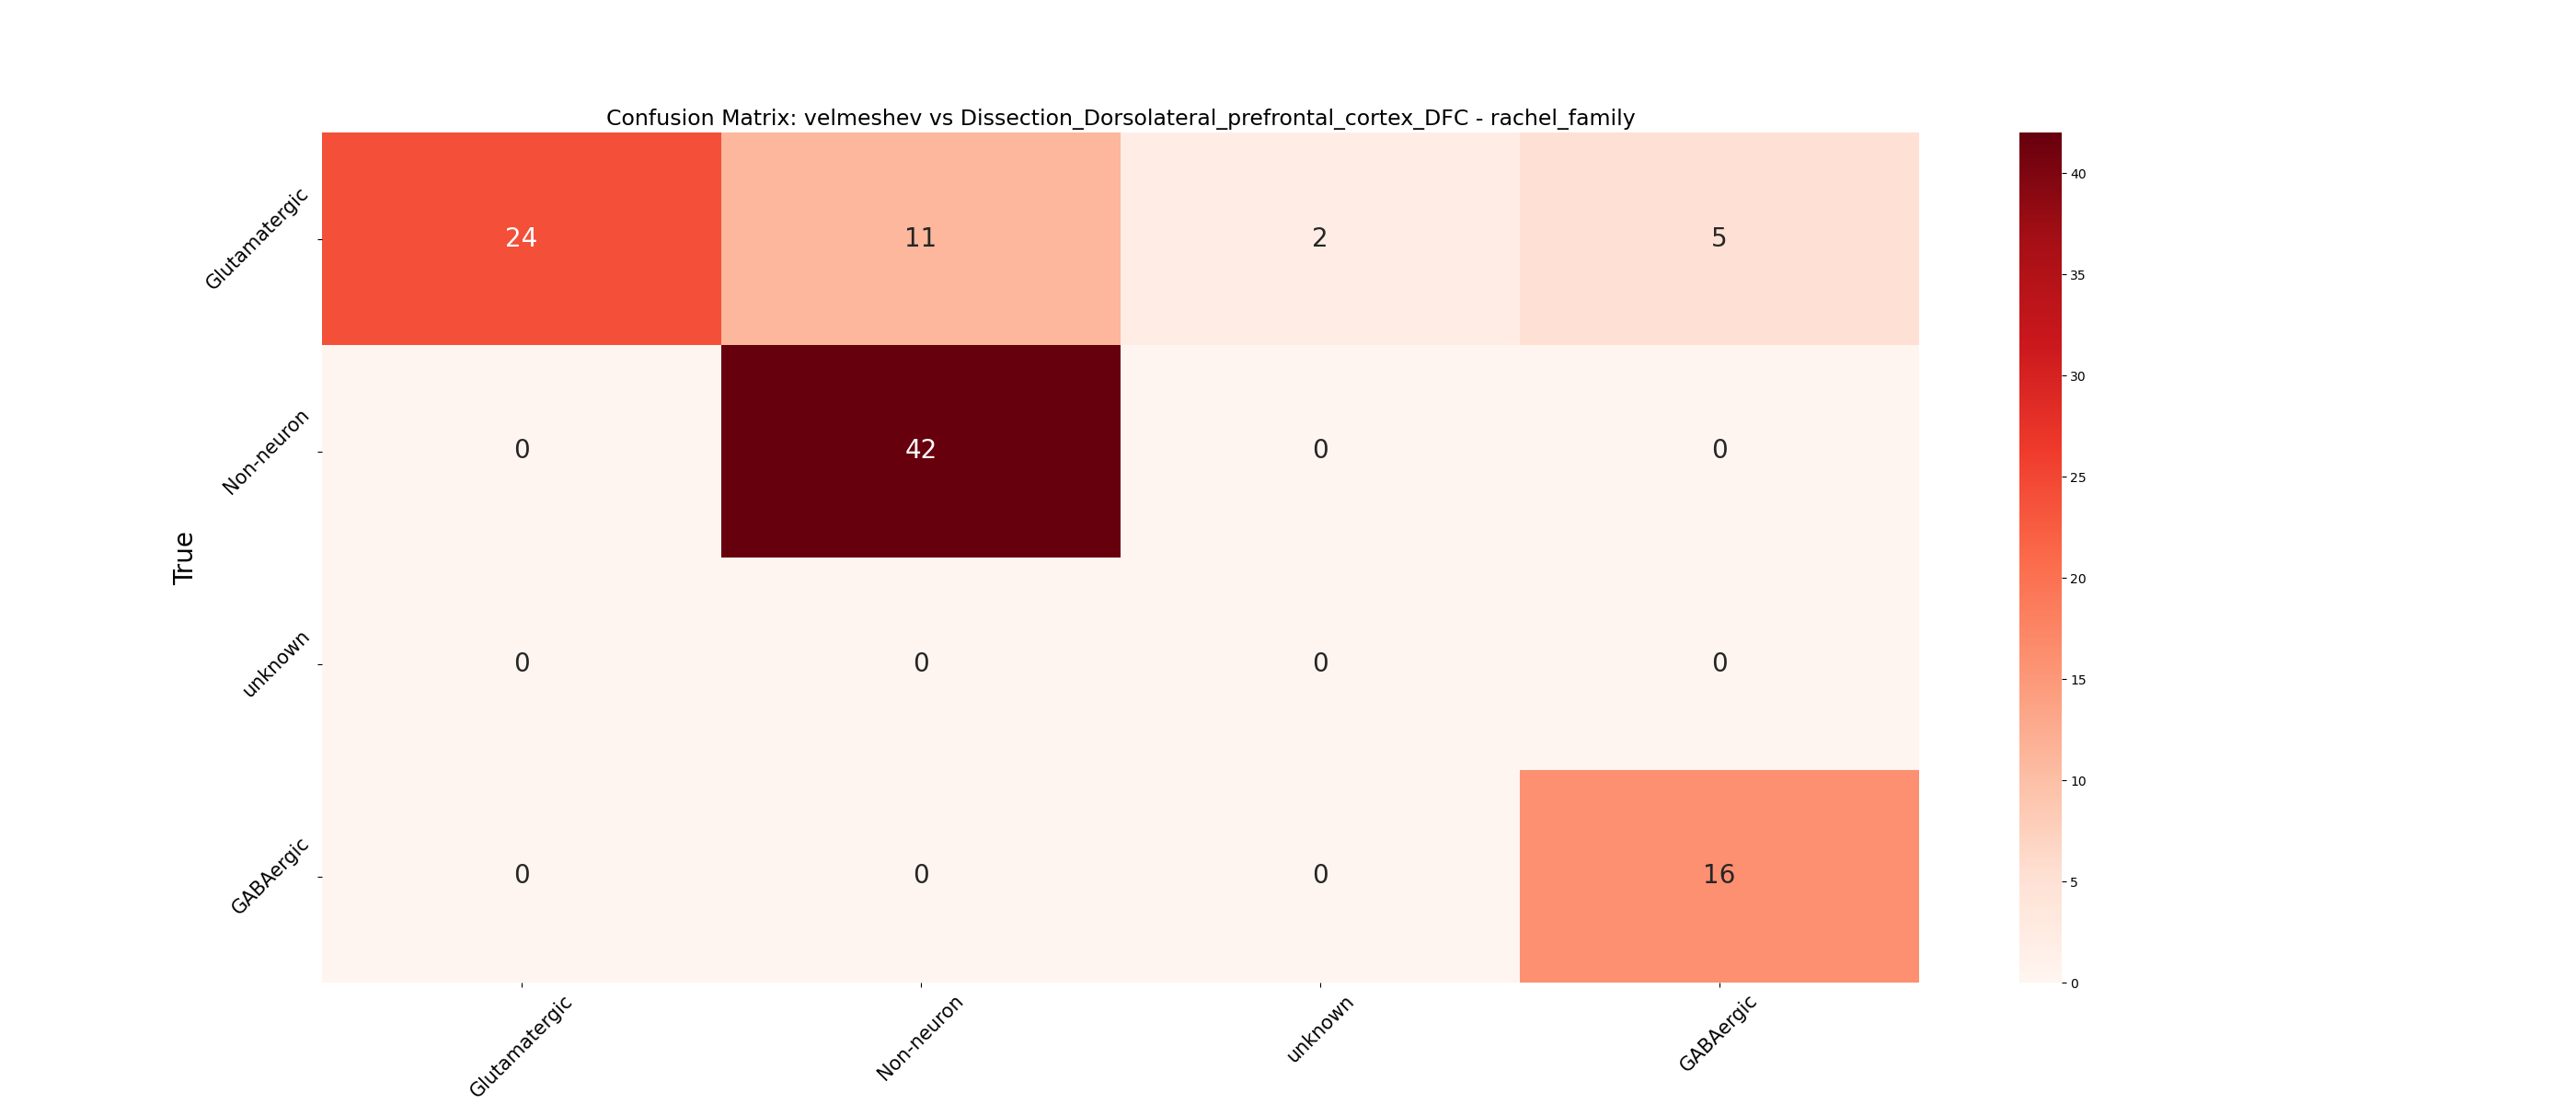 Confusion Matrix: velmeshev vs Dissection_Dorsolateral_prefrontal_cortex_DFC - rachel_family
Glutamatergic
24
11
2
5
Non-neuron
0
42
0
0
unknown
0
0
0
0
GABAergic
0
0
0
16
True
Glutamatergic
Non-neuron
unknown
GABAergic
40
35
30
25
20
15
10
5
0